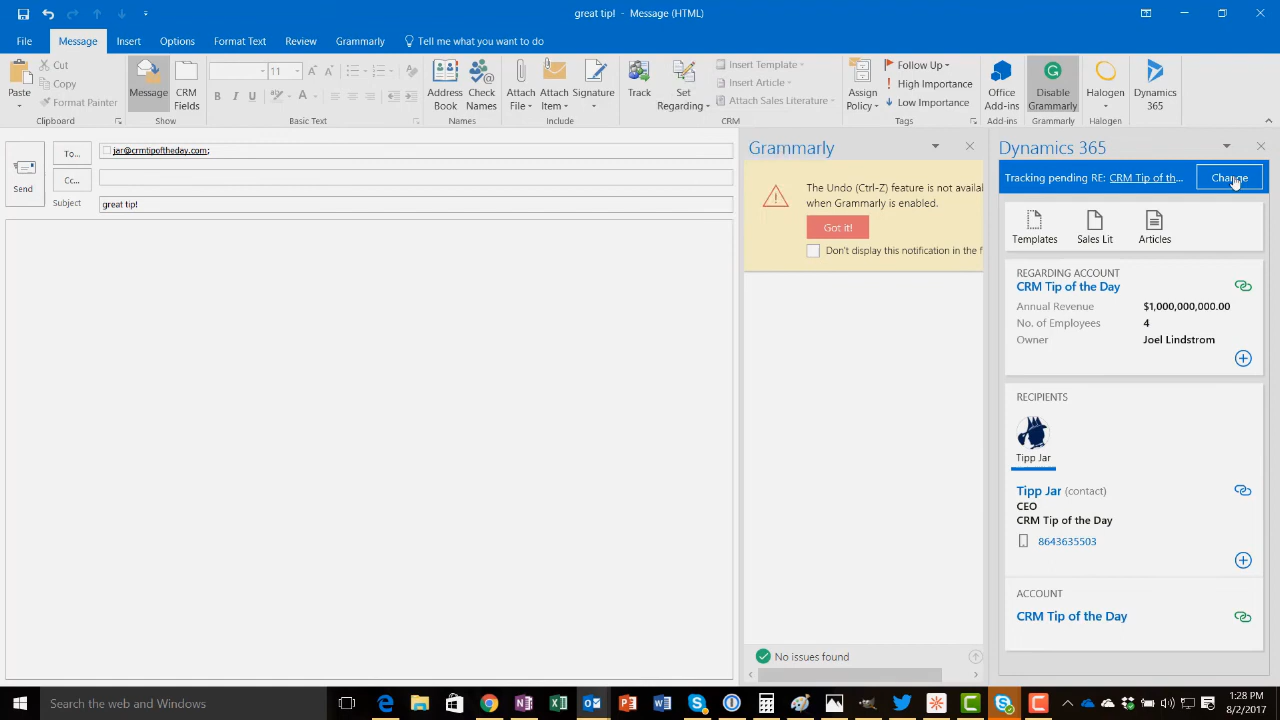 great tip! - Message (HTML)
File Message Insert Options Format Text Review Grammarly Tell me what you want to do
Paste Cut Copy Format Painter
Message CRM Fields
11
B I U A
Address Book Check Names
Attach File Attach Item Signature
Track Set Regarding Insert Template Insert Article Attach Sales Literature
Assign Policy Follow Up High Importance Low Importance
Office Add-ins Disable Grammarly Halogen Dynamics 365
Clipboard Show Basic Text Names Include CRM Tags Add-ins Grammarly Halogen
Send
To... jar@crmtipoftheday.com;
Cc...
Subject great tip!
Grammarly
The Undo (Ctrl-Z) feature is not availa
when Grammarly is enabled.
Got it!
Don't display this notification in the f
No issues found
Dynamics 365
Tracking pending RE: CRM Tip of th... Change
Templates Sales Lit Articles
REGARDING ACCOUNT
CRM Tip of the Day
Annual Revenue $1,000,000,000.00
No. of Employees 4
Owner Joel Lindstrom
RECIPIENTS
Tipp Jar
Tipp Jar (contact)
CEO
CRM Tip of the Day
8643635503
ACCOUNT
CRM Tip of the Day
Search the web and Windows
1:28 PM
8/2/2017